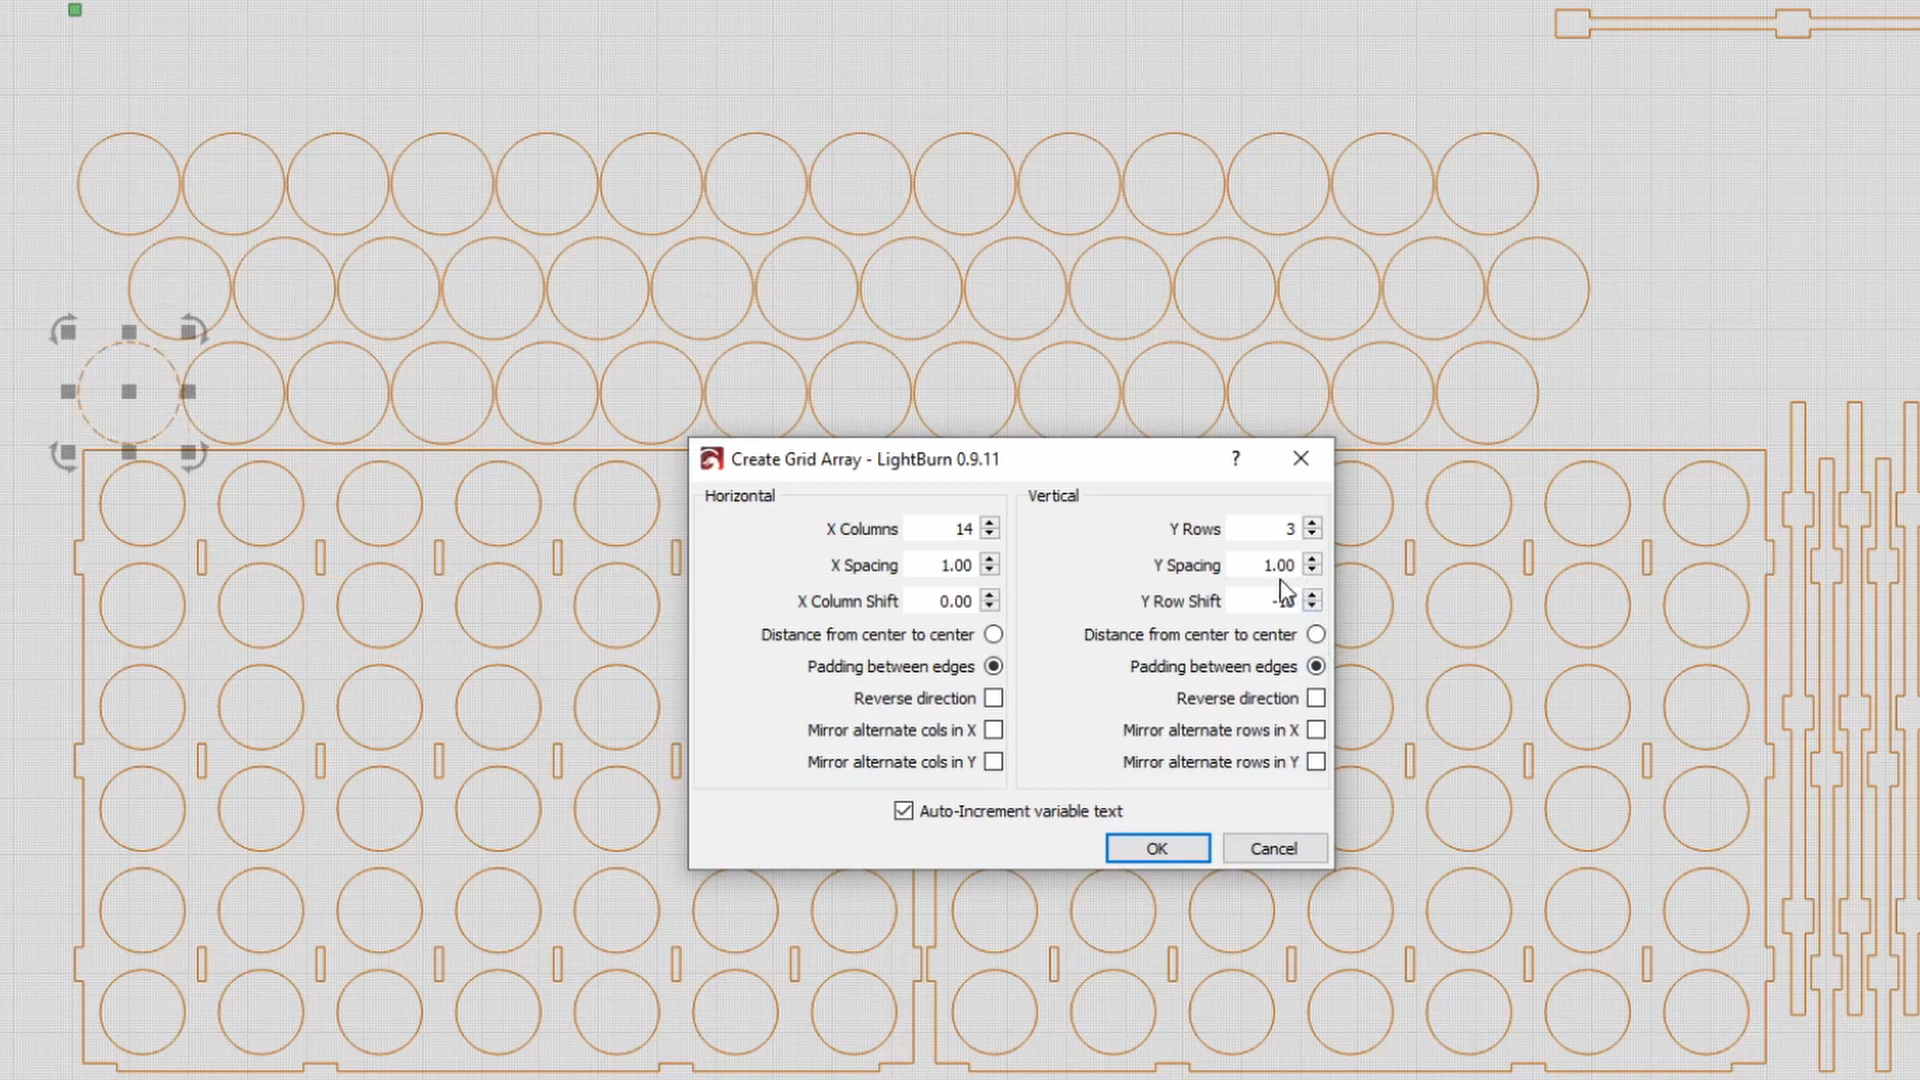 Create Grid Array - LightBurn 0.9.11
?
Horizontal
Vertical
X Columns 14
Y Rows 3
X Spacing 1.00
Y Spacing 1.00
X Column Shift 0.00
Y Row Shift
Distance from center to center
Distance from center to center
Padding between edges
Padding between edges
Reverse direction
Reverse direction
Mirror alternate cols in X
Mirror alternate rows in X
Mirror alternate cols in Y
Mirror alternate rows in Y
Auto-Increment variable text
OK
Cancel